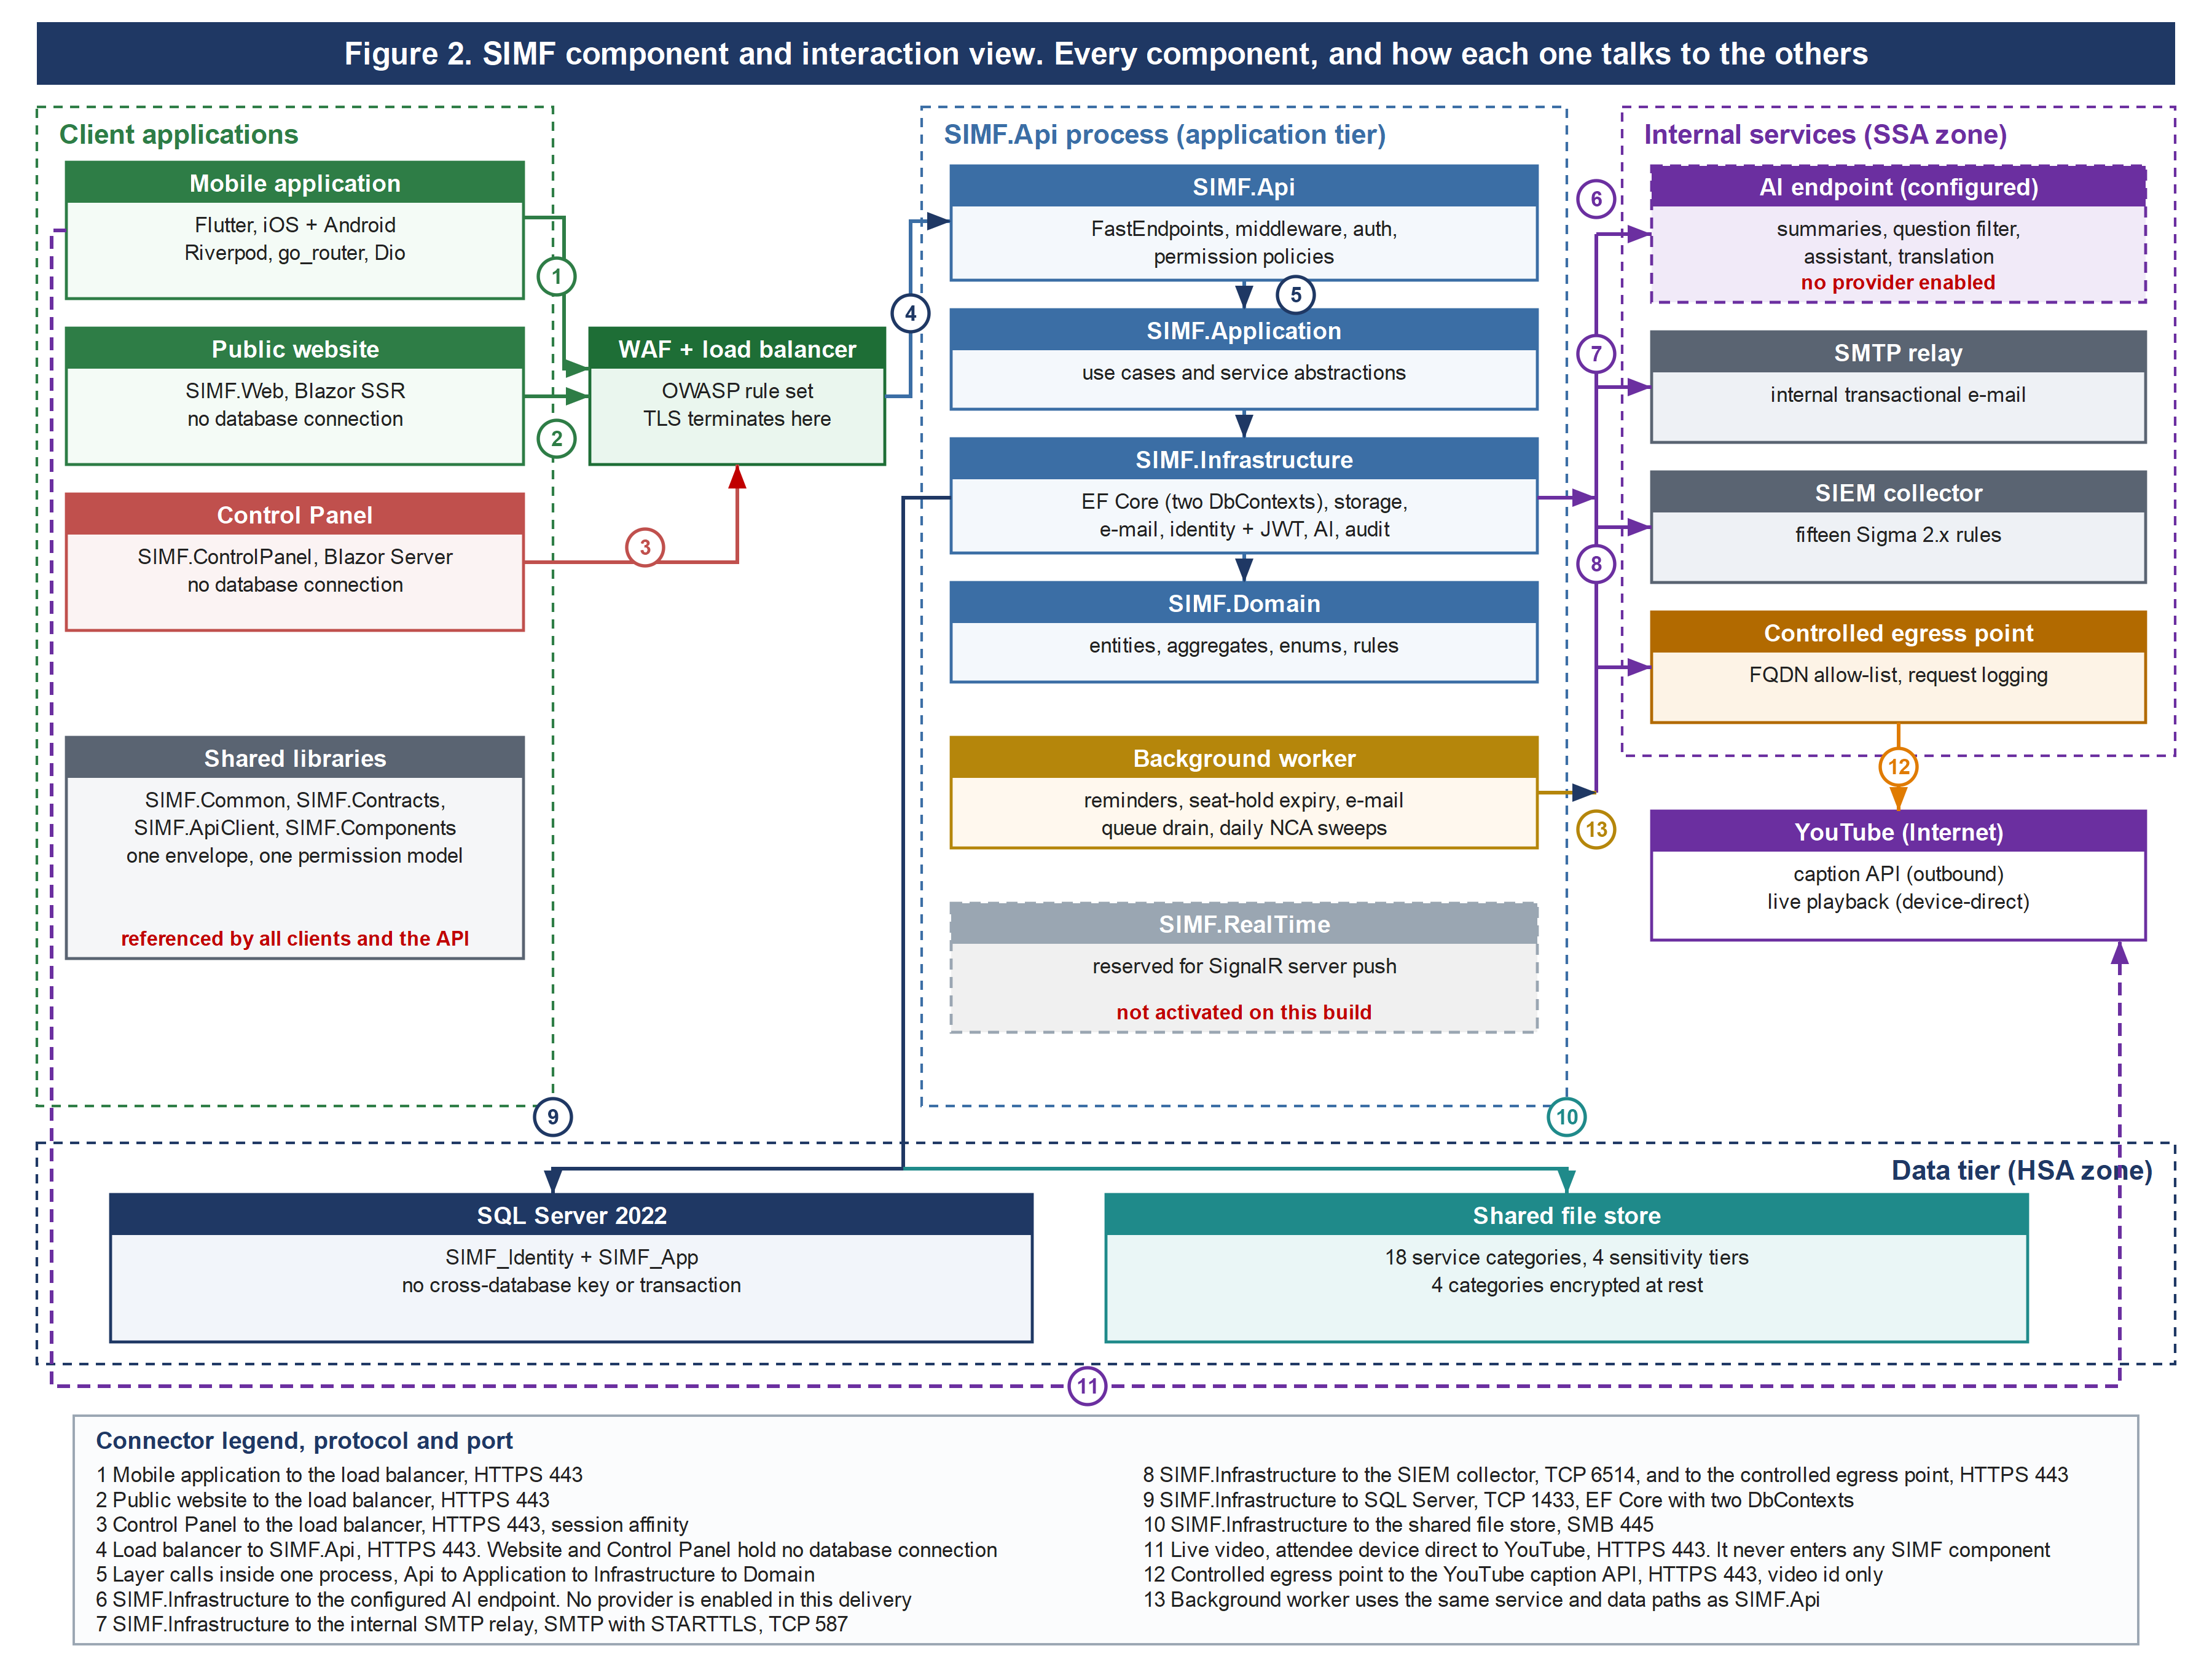 Figure 2. SIMF component and interaction view. Every component, and how each one talks to the others
Client applications
Mobile application
Flutter, iOS + Android
Riverpod, go_router, Dio
Public website
SIMF.Web, Blazor SSR
no database connection
Control Panel
SIMF.ControlPanel, Blazor Server
no database connection
Shared libraries
SIMF.Common, SIMF.Contracts,
SIMF.ApiClient, SIMF.Components
one envelope, one permission model
referenced by all clients and the API
1
2
3
WAF + load balancer
OWASP rule set
TLS terminates here
4
SIMF.Api process (application tier)
SIMF.Api
FastEndpoints, middleware, auth,
permission policies
5
SIMF.Application
use cases and service abstractions
SIMF.Infrastructure
EF Core (two DbContexts), storage,
e-mail, identity + JWT, AI, audit
SIMF.Domain
entities, aggregates, enums, rules
Background worker
reminders, seat-hold expiry, e-mail
queue drain, daily NCA sweeps
SIMF.RealTime
reserved for SignalR server push
not activated on this build
6
7
8
13
Internal services (SSA zone)
AI endpoint (configured)
summaries, question filter,
assistant, translation
no provider enabled
SMTP relay
internal transactional e-mail
SIEM collector
fifteen Sigma 2.x rules
Controlled egress point
FQDN allow-list, request logging
12
YouTube (Internet)
caption API (outbound)
live playback (device-direct)
9
10
Data tier (HSA zone)
SQL Server 2022
SIMF_Identity + SIMF_App
no cross-database key or transaction
Shared file store
18 service categories, 4 sensitivity tiers
4 categories encrypted at rest
11
Connector legend, protocol and port
1 Mobile application to the load balancer, HTTPS 443
2 Public website to the load balancer, HTTPS 443
3 Control Panel to the load balancer, HTTPS 443, session affinity
4 Load balancer to SIMF.Api, HTTPS 443. Website and Control Panel hold no database connection
5 Layer calls inside one process, Api to Application to Infrastructure to Domain
6 SIMF.Infrastructure to the configured AI endpoint. No provider is enabled in this delivery
7 SIMF.Infrastructure to the internal SMTP relay, SMTP with STARTTLS, TCP 587
8 SIMF.Infrastructure to the SIEM collector, TCP 6514, and to the controlled egress point, HTTPS 443
9 SIMF.Infrastructure to SQL Server, TCP 1433, EF Core with two DbContexts
10 SIMF.Infrastructure to the shared file store, SMB 445
11 Live video, attendee device direct to YouTube, HTTPS 443. It never enters any SIMF component
12 Controlled egress point to the YouTube caption API, HTTPS 443, video id only
13 Background worker uses the same service and data paths as SIMF.Api